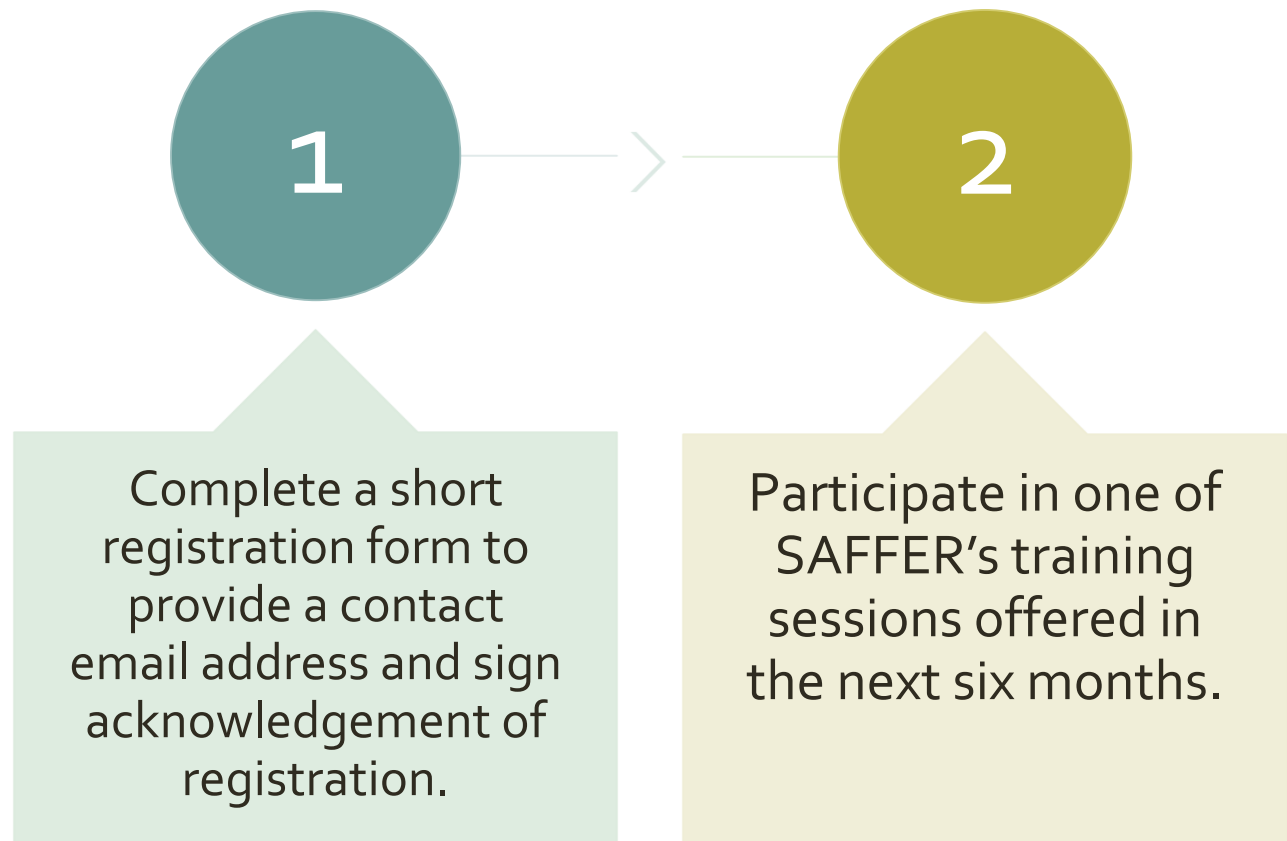 1
2
Complete a short
registration form to
provide a contact
email address and sign
acknowledgement of
registration.
Participate in one of
SAFFER’s training
sessions offered in
the next six months.